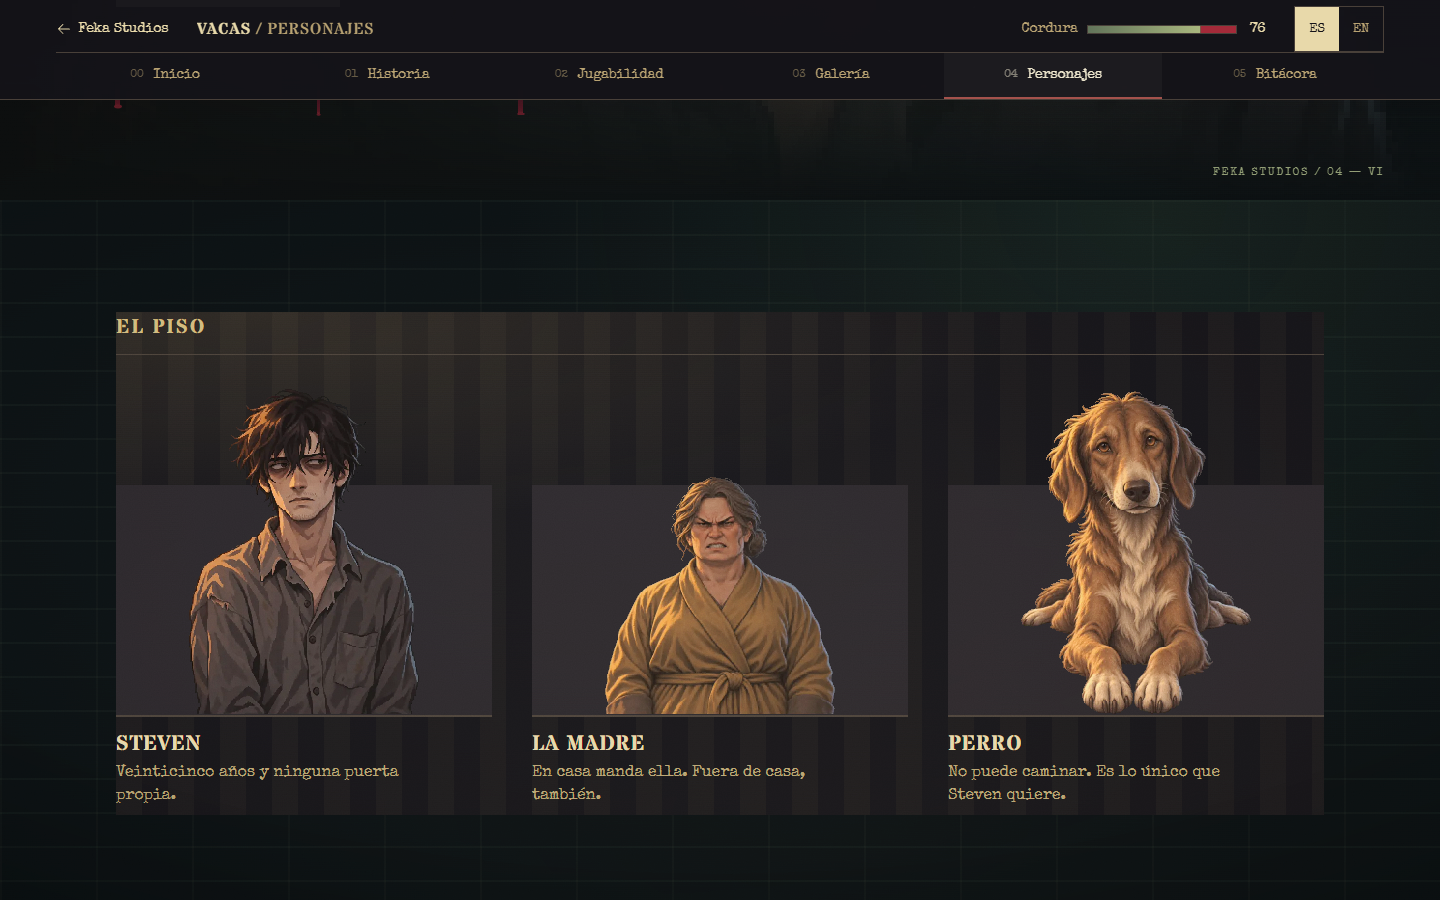 ← Feka Studios VACAS / PERSONAJES Cordura 76 ES EN
00 Inicio 01 Historia 02 Jugabilidad 03 Galería 04 Personajes 05 Bitácora
FEKA STUDIOS / 04 — VI
EL PISO
STEVEN
Veinticinco años y ninguna puerta
propia.
LA MADRE
En casa manda ella. Fuera de casa,
también.
PERRO
No puede caminar. Es lo único que
Steven quiere.